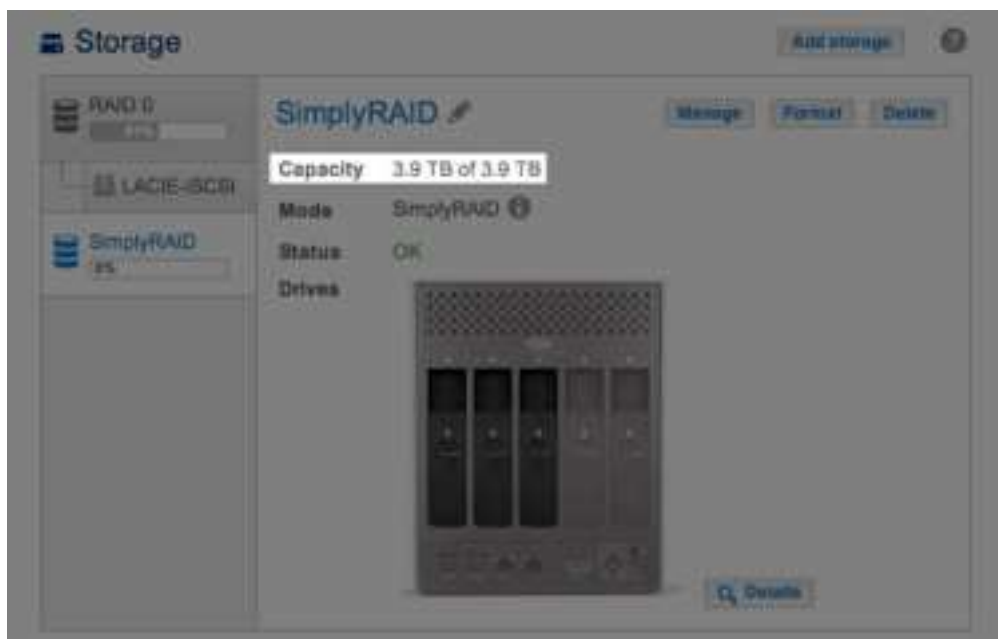 Storage
Add storage
RAID 0
LACIE-iSCSI
SimplyRAID
SimplyRAID
Manage
Format
Delete
Capacity 3.9 TB of 3.9 TB
Mode SimplyRAID
Status OK
Drives
Details